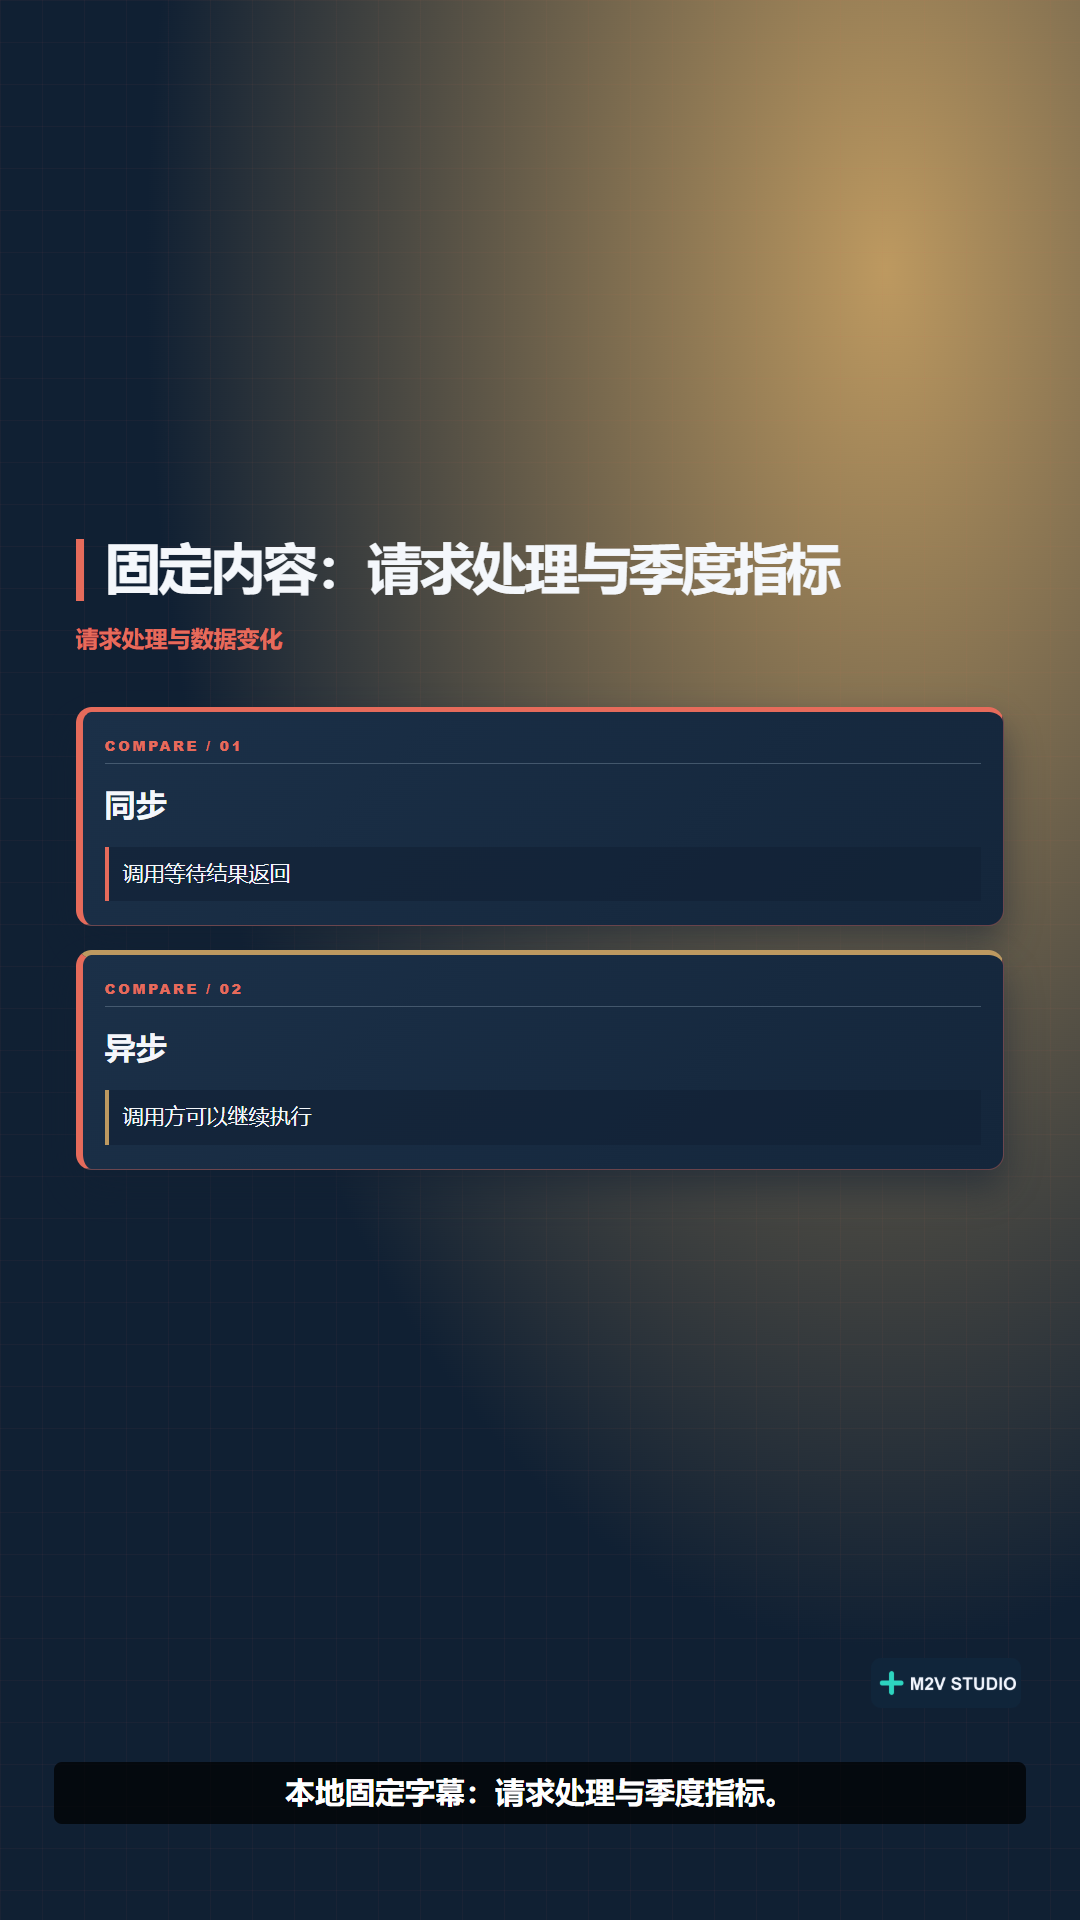 固定内容：请求处理与季度指标
请求处理与数据变化
COMPARE / 01
同步
调用等待结果返回
COMPARE / 02
异步
调用方可以继续执行
M2V STUDIO
本地固定字幕：请求处理与季度指标。